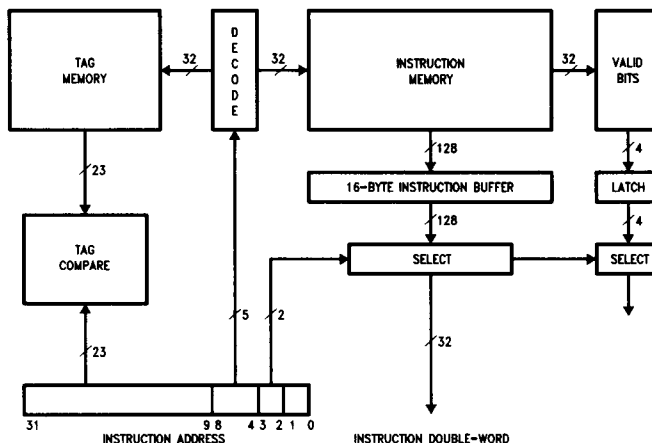 TAG
MEMORY
32
DECODE
32
INSTRUCTION
MEMORY
32
VALID
BITS
23
128
4
16-BYTE INSTRUCTION BUFFER
LATCH
128
4
TAG
COMPARE
SELECT
SELECT
5
2
23
32
31 9 8 4 3 2 1 0
INSTRUCTION ADDRESS
INSTRUCTION DOUBLE-WORD